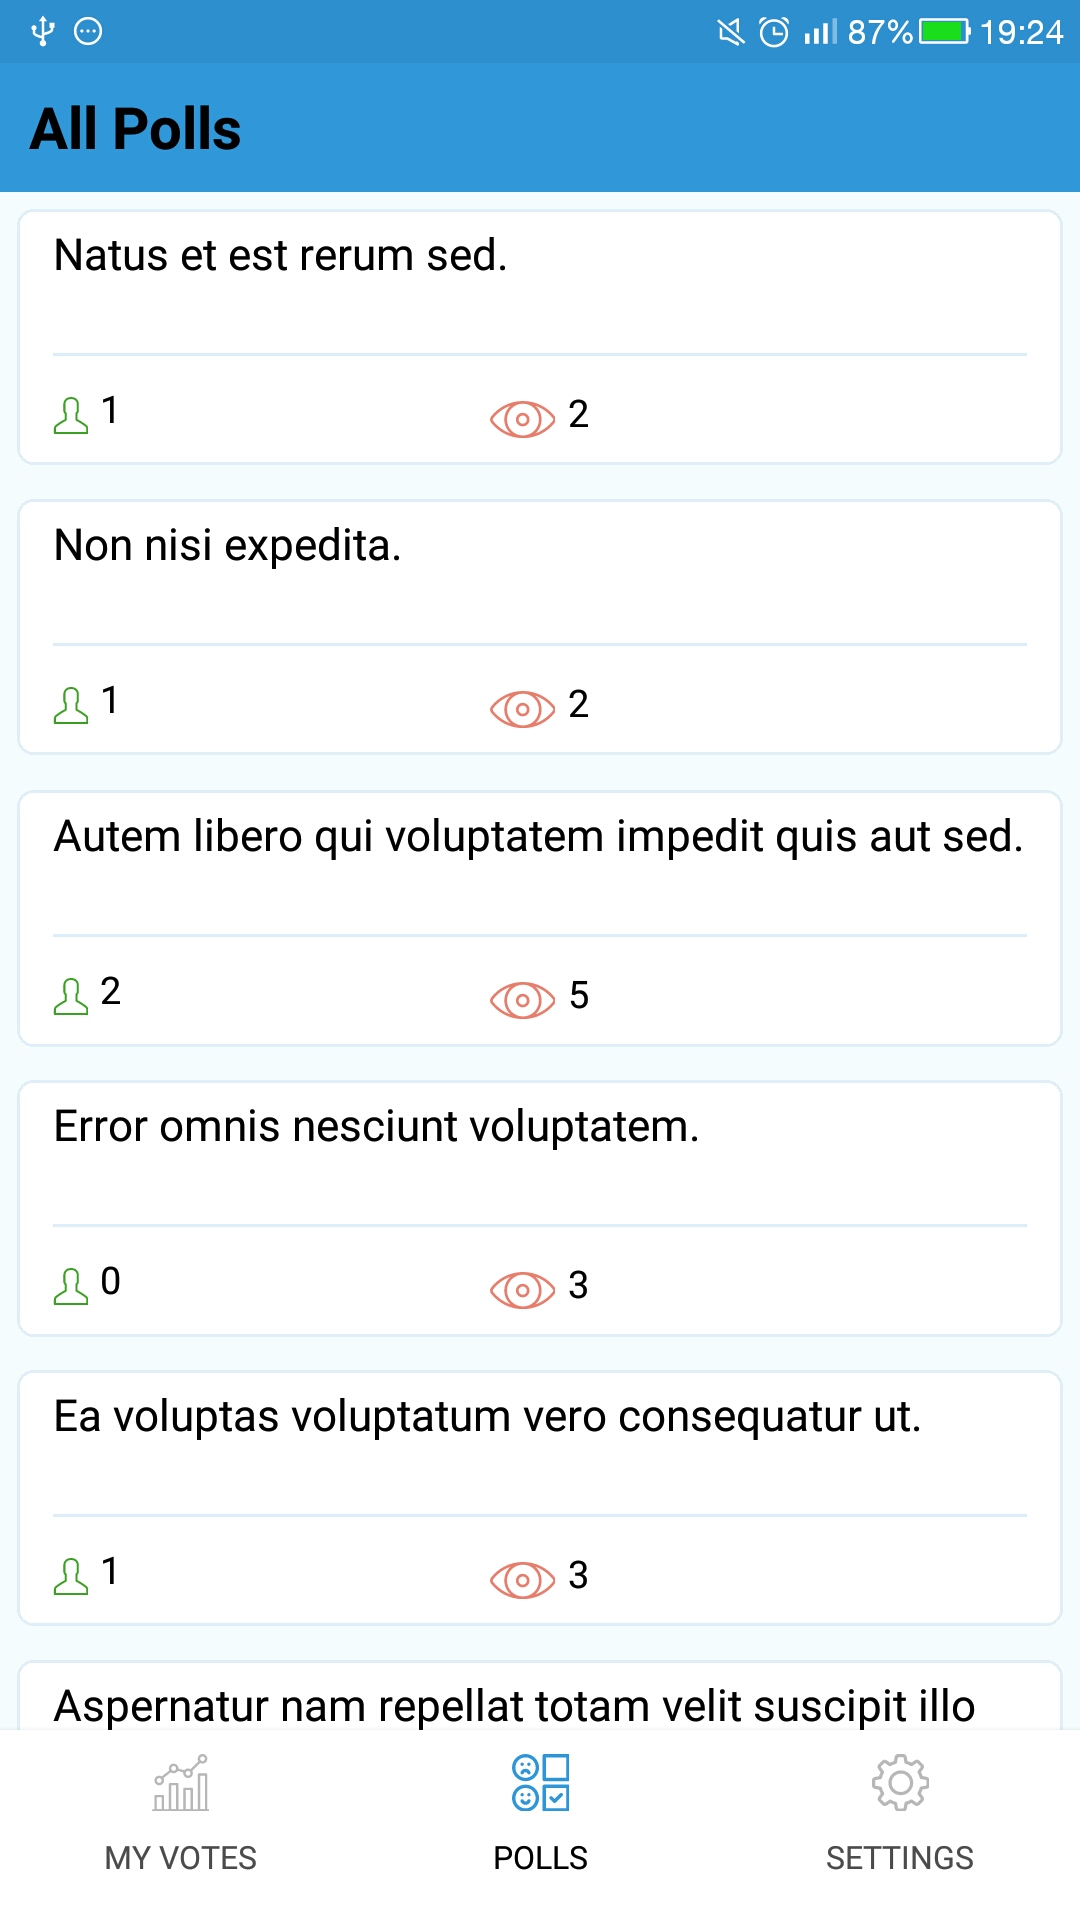 87% 19:24
All Polls
Natus et est rerum sed.
1 2
Non nisi expedita.
1 2
Autem libero qui voluptatem impedit quis aut sed.
2 5
Error omnis nesciunt voluptatem.
0 3
Ea voluptas voluptatum vero consequatur ut.
1 3
Aspernatur nam repellat totam velit suscipit illo
MY VOTES POLLS SETTINGS